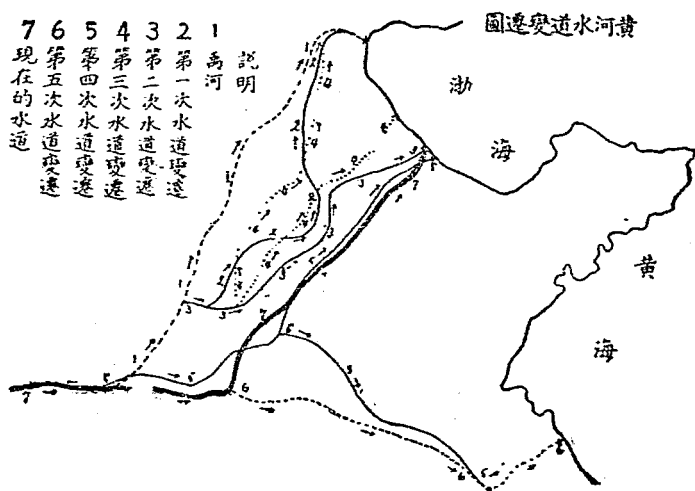 黄河水道變遷圖
説明
1 禹河
2 第一次水道變遷
3 第二次水道變遷
4 第三次水道變遷
5 第四次水道變遷
6 第五次水道變遷
7 現在的水道
渤海
黄海